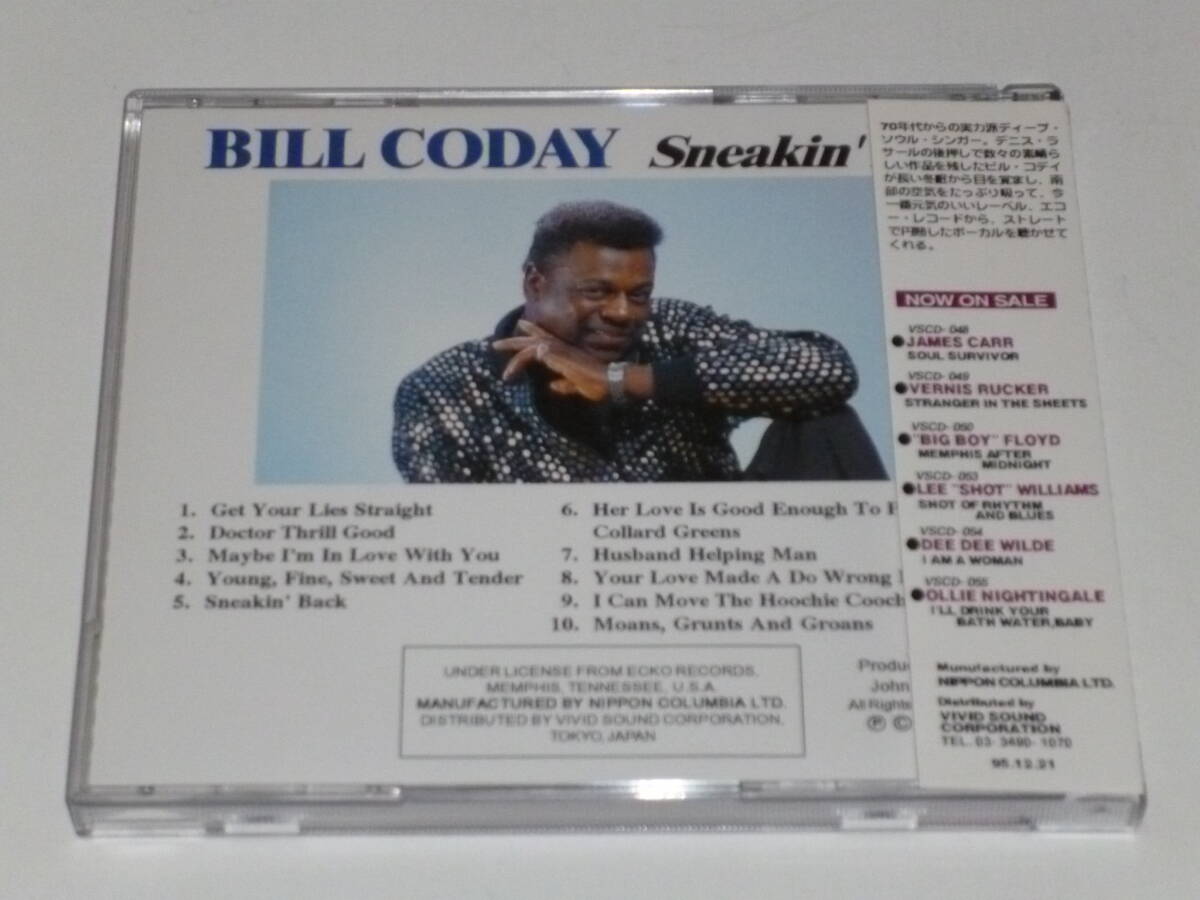 BILL CODAY Sneakin'
1. Get Your Lies Straight
2. Doctor Thrill Good
3. Maybe I'm In Love With You
4. Young, Fine, Sweet And Tender
5. Sneakin' Back
6. Her Love Is Good Enough To
Collard Greens
7. Husband Helping Man
8. Your Love Made A Do Wrong
9. I Can Move The Hoochie Cooch
10. Moans, Grunts And Groans
UNDER LICENSE FROM ECKO RECORDS,
MEMPHIS, TENNESSEE, U.S.A.
MANUFACTURED BY NIPPON COLUMBIA LTD.
DISTRIBUTED BY VIVID SOUND CORPORATION,
TOKYO, JAPAN
Produ
John
All Rights
Ⓟ ©
70年代からの実力派ディープ・
ソウル・シンガー。デニス・ラ
サールの後押しで数々の素晴ら
しい作品を残したビル・コデイ
が長い冬眠から目を覚まし、南
部の空気をたっぷり吸って、今
一番元気のいいレーベル、エコ
ー・レコードから、ストレート
で円熟したボーカルを聴かせて
くれる。
NOW ON SALE
VSCD-048
●JAMES CARR
SOUL SURVIVOR
VSCD-049
●VERNIS RUCKER
STRANGER IN THE SHEETS
VSCD-050
●"BIG BOY" FLOYD
MEMPHIS AFTER
MIDNIGHT
VSCD-053
●LEE "SHOT" WILLIAMS
SHOT OF RHYTHM
AND BLUES
VSCD-054
●DEE DEE WILDE
I AM A WOMAN
VSCD-055
●OLLIE NIGHTINGALE
I'LL DRINK YOUR
BATH WATER, BABY
Manufactured by
NIPPON COLUMBIA LTD.
Distributed by
VIVID SOUND
CORPORATION
TEL. 03-3490-1070
95.12.21